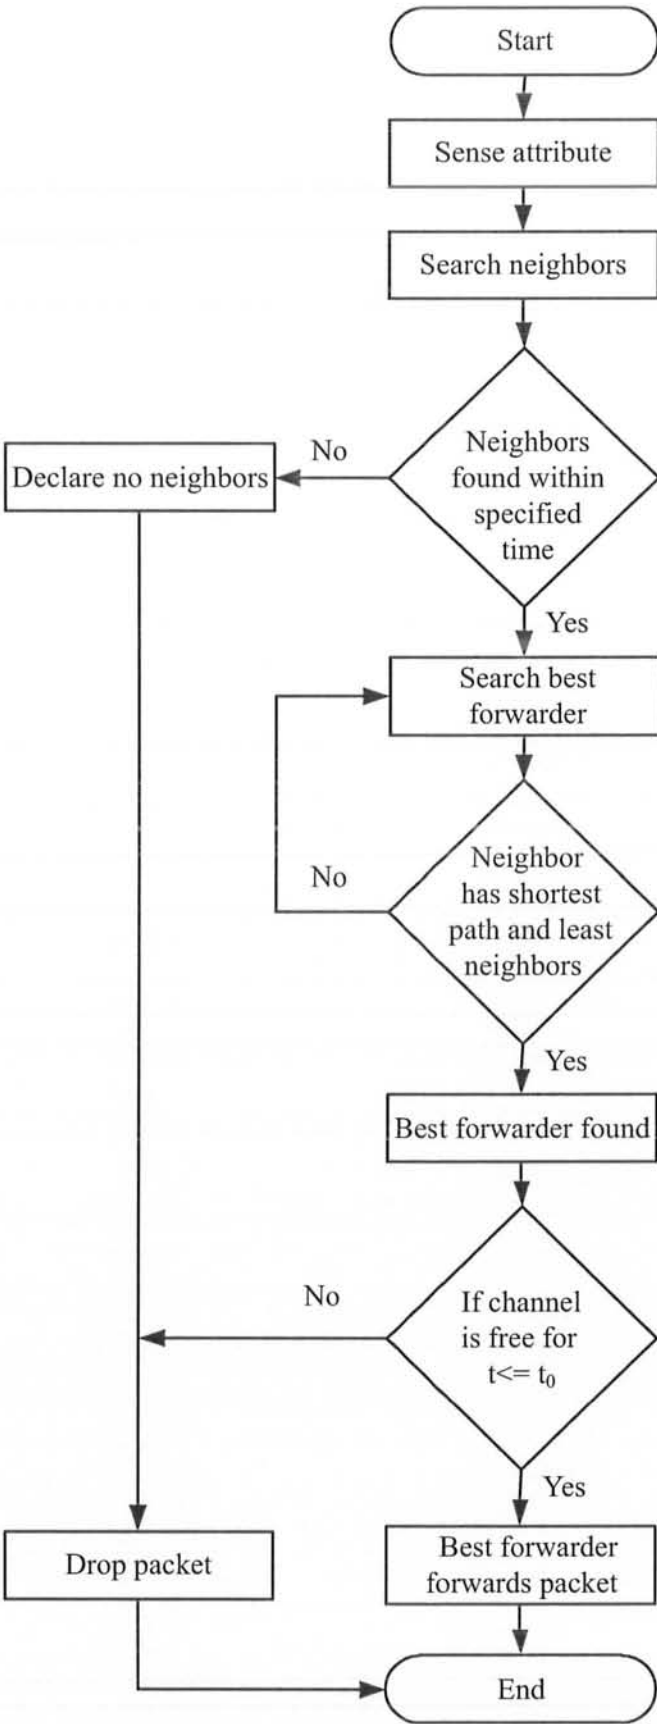 Start
Sense attribute
Search neighbors
Neighbors
found within
specified
time
No
Declare no neighbors
Yes
Search best
forwarder
Neighbor
has shortest
path and least
neighbors
No
Yes
Best forwarder found
If channel
is free for
t<= t₀
No
Yes
Drop packet
Best forwarder
forwards packet
End